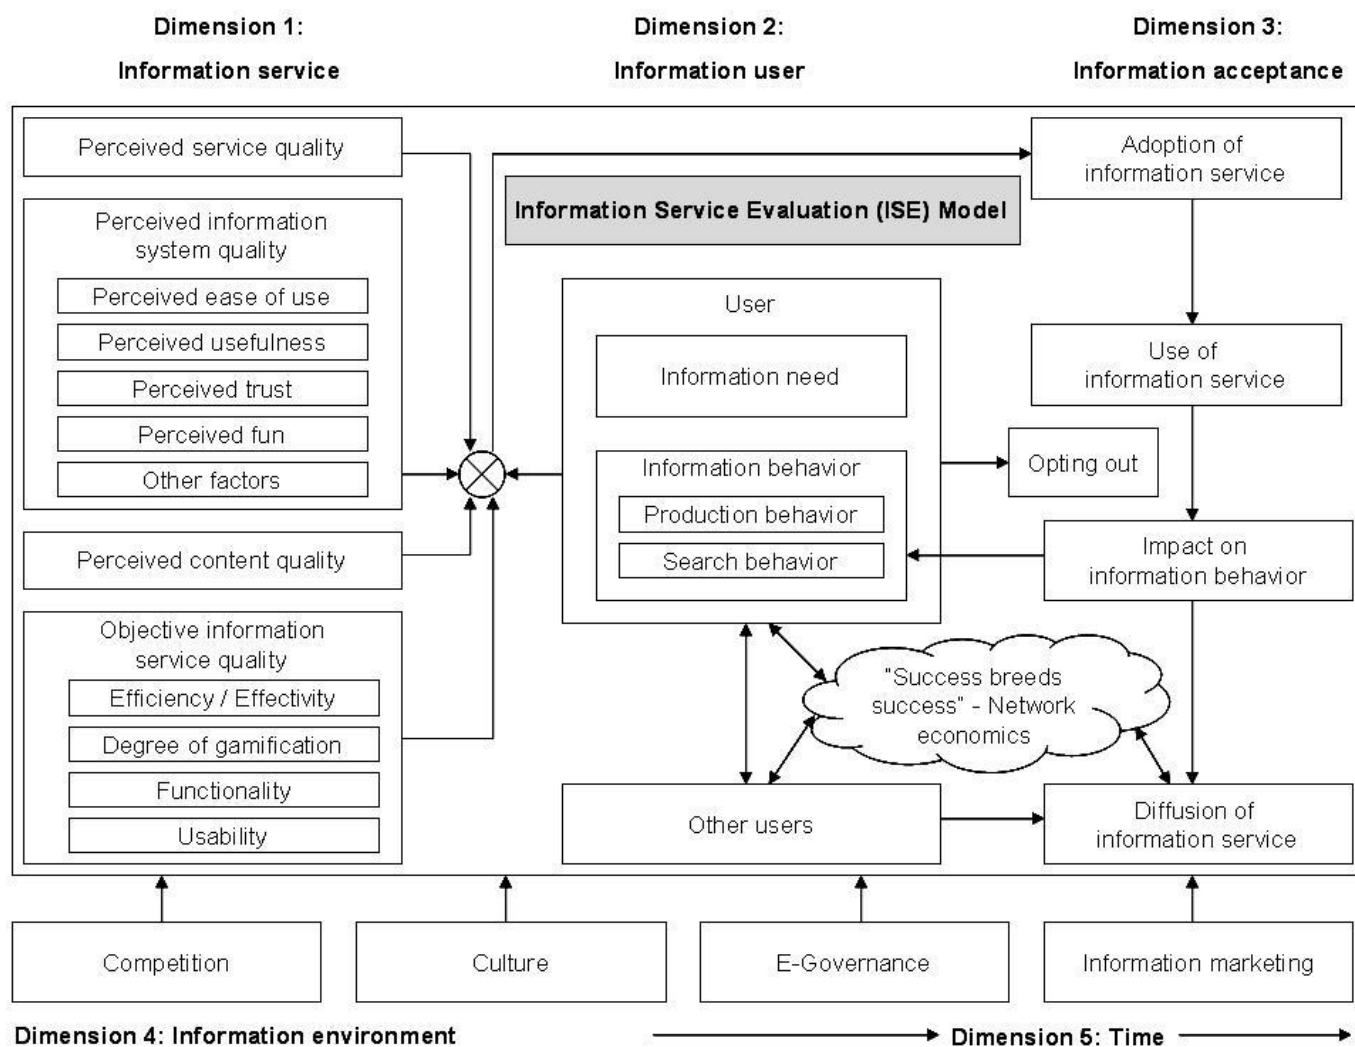 Dimension 1:
Information service
Dimension 2:
Information user
Dimension 3:
Information acceptance
Perceived service quality
Perceived information
system quality
Perceived ease of use
Perceived usefulness
Perceived trust
Perceived fun
Other factors
Perceived content quality
Objective information
service quality
Efficiency / Effectivity
Degree of gamification
Functionality
Usability
Information Service Evaluation (ISE) Model
User
Information need
Information behavior
Production behavior
Search behavior
"Success breeds
success" - Network
economics
Other users
Adoption of
information service
Use of
information service
Opting out
Impact on
information behavior
Diffusion of
information service
Competition
Culture
E-Governance
Information marketing
Dimension 4: Information environment
Dimension 5: Time